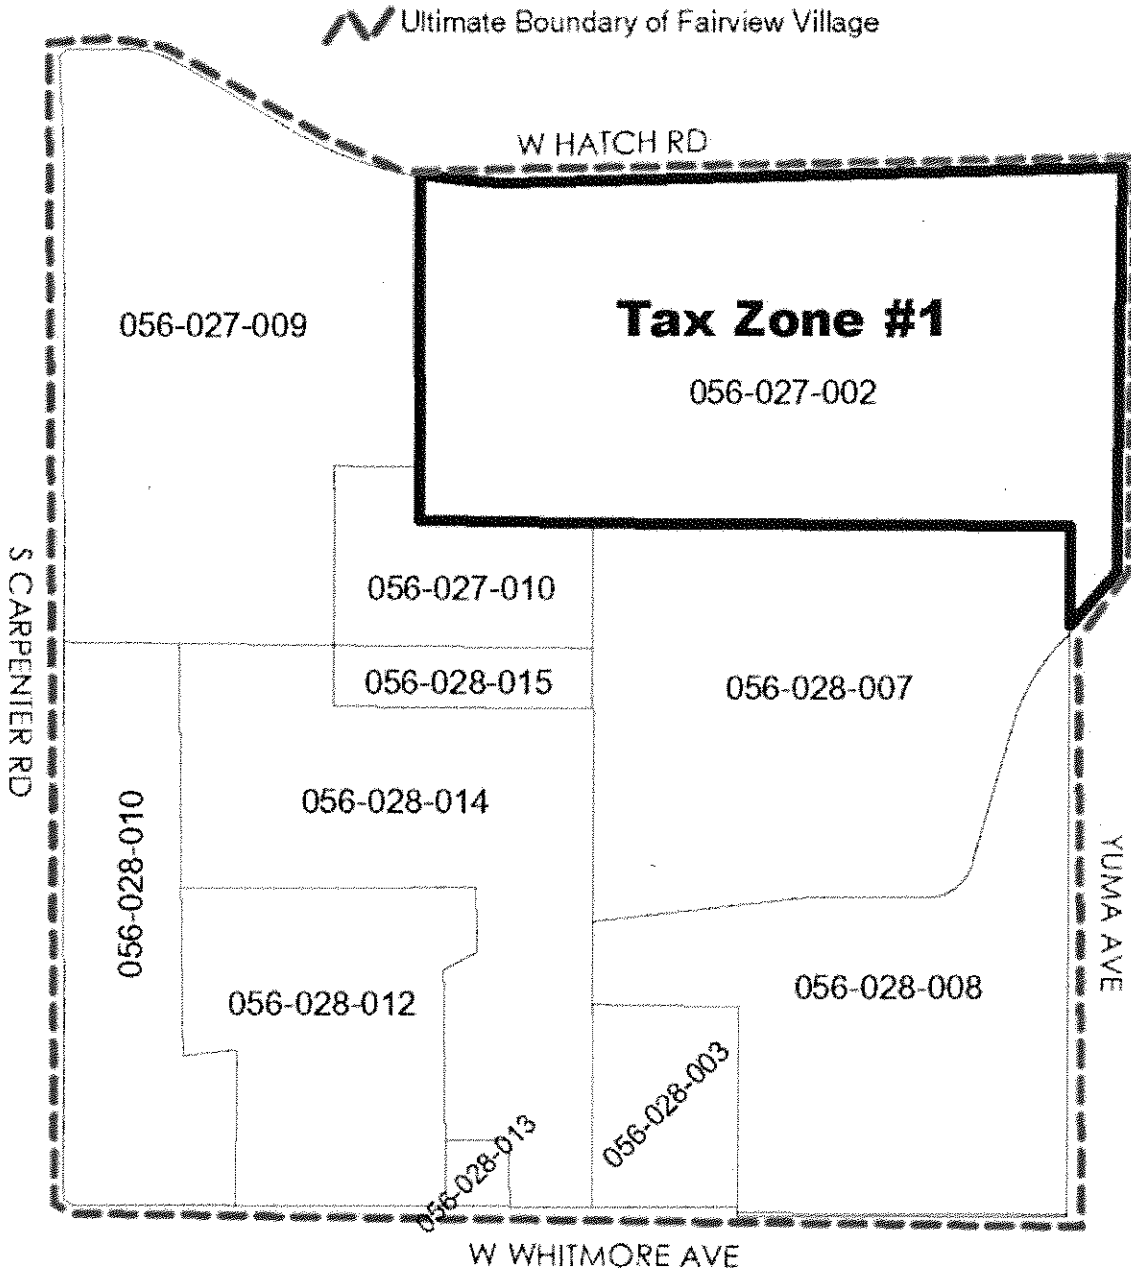 Ultimate Boundary of Fairview Village
W HATCH RD
Tax Zone #1
056-027-009
056-027-002
S CARPENTER RD
056-027-010
056-028-015
056-028-007
056-028-014
056-028-010
YUMA AVE
056-028-012
056-028-008
056-028-003
056-028-013
W WHITMORE AVE